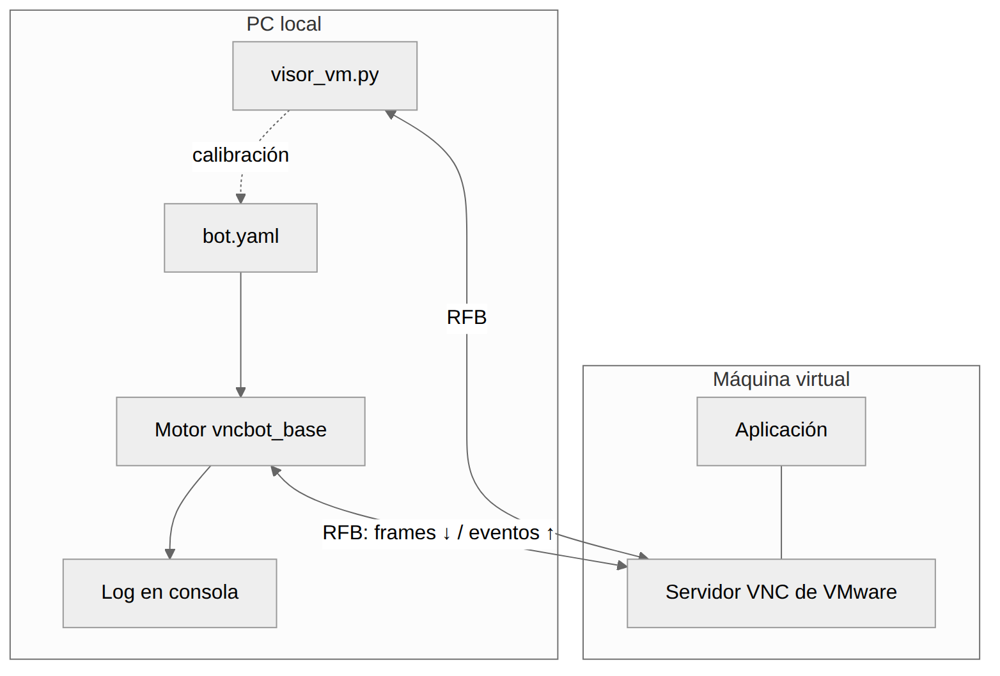 PC local
visor_vm.py
calibración
bot.yaml
RFB
Máquina virtual
Motor vncbot_base
Aplicación
RFB: frames ↓ / eventos ↑
Log en consola
Servidor VNC de VMware